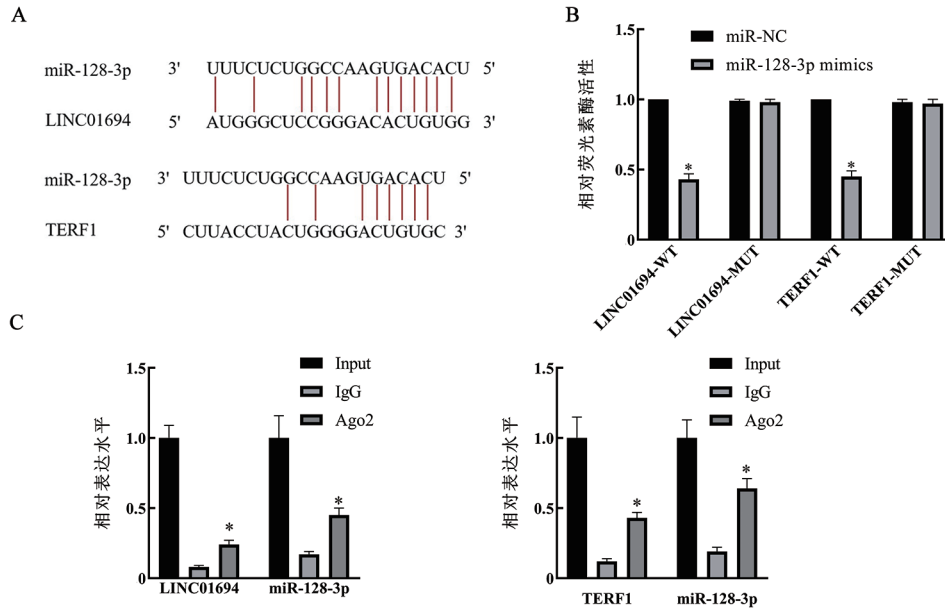 A
miR-128-3p 3' UUUCUCUGGCCAAGUGACACU 5'
LINC01694 5' AUGGGCUCCGGGACACUGUGG 3'
miR-128-3p 3' UUUCUCUGGCCAAGUGACACU 5'
TERF1 5' CUUACCUACUGGGGACUGUGC 3'
B
相对荧光素酶活性
1.5
1.0
0.5
0
miR-NC
miR-128-3p mimics
*
*
LINC01694-WT
LINC01694-MUT
TERF1-WT
TERF1-MUT
C
相对表达水平
1.5
1.0
0.5
0
Input
IgG
Ago2
*
*
LINC01694
miR-128-3p
相对表达水平
1.5
1.0
0.5
0
Input
IgG
Ago2
*
*
TERF1
miR-128-3p